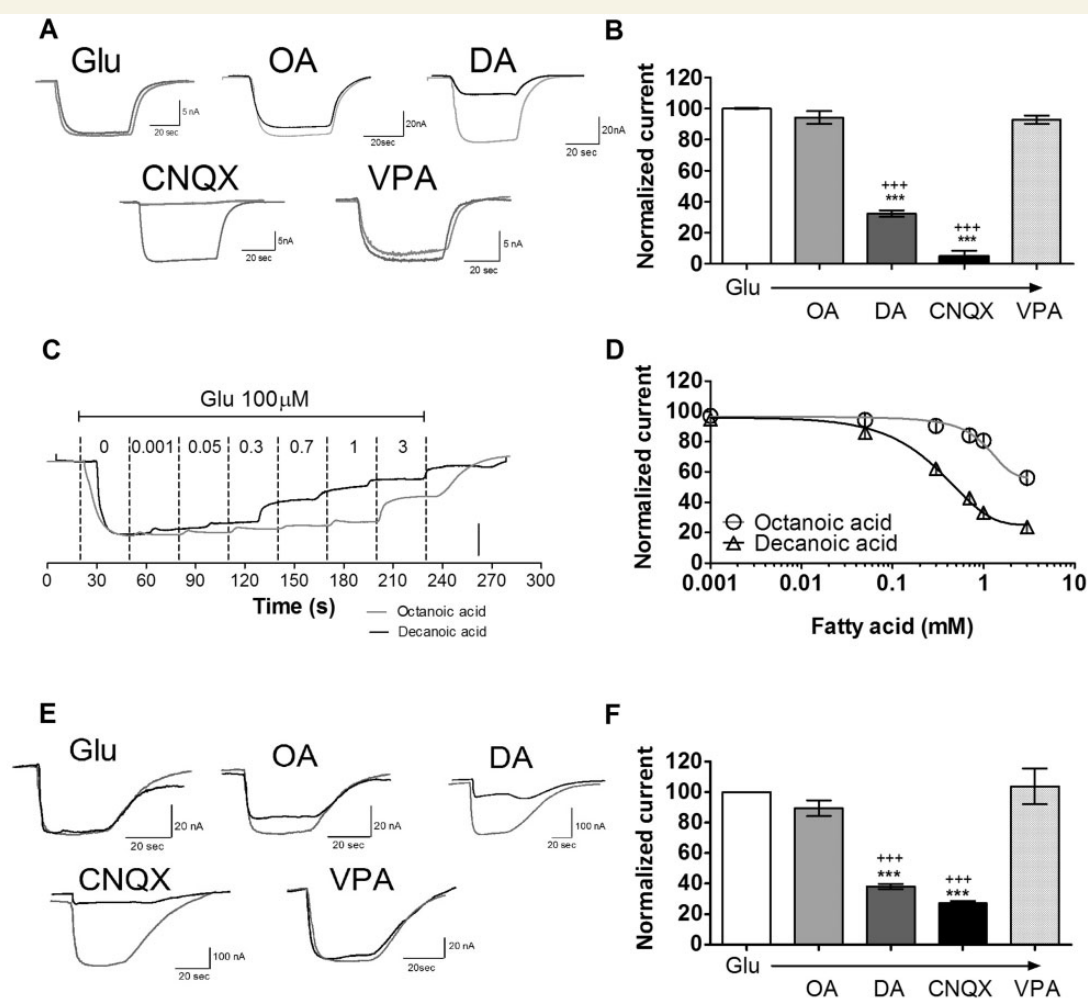 A
Glu
OA
DA
5 nA
20 sec
20nA
20sec
20nA
20 sec
CNQX
VPA
5nA
20 sec
5 nA
20 sec
B
Normalized current
120
100
80
60
40
20
0
+++
***
+++
***
Glu
OA
DA
CNQX
VPA
C
Glu 100μM
0
0.001
0.05
0.3
0.7
1
3
0
30
60
90
120
150
180
210
240
270
300
Time (s)
Octanoic acid
Decanoic acid
D
Normalized current
120
100
80
60
40
20
0
Octanoic acid
Decanoic acid
0.001
0.01
0.1
1
10
Fatty acid (mM)
E
Glu
OA
DA
20 nA
20 sec
20 nA
20 sec
100 nA
20 sec
CNQX
VPA
100 nA
20 sec
20 nA
20sec
F
Normalized current
120
100
80
60
40
20
0
+++
***
+++
***
Glu
OA
DA
CNQX
VPA